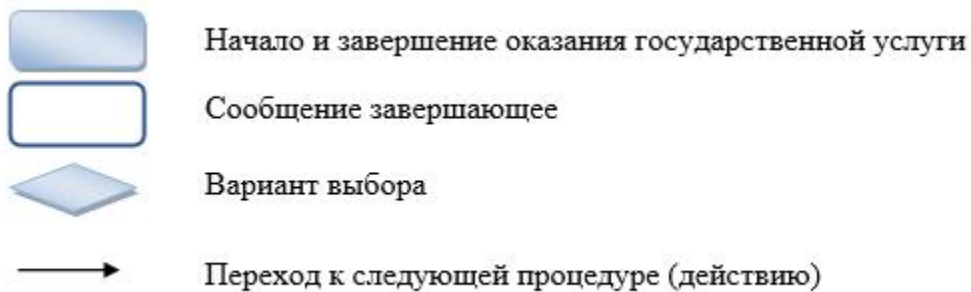 Начало и завершение оказания государственной услуги
Сообщение завершающее
Вариант выбора
Переход к следующей процедуре (действию)